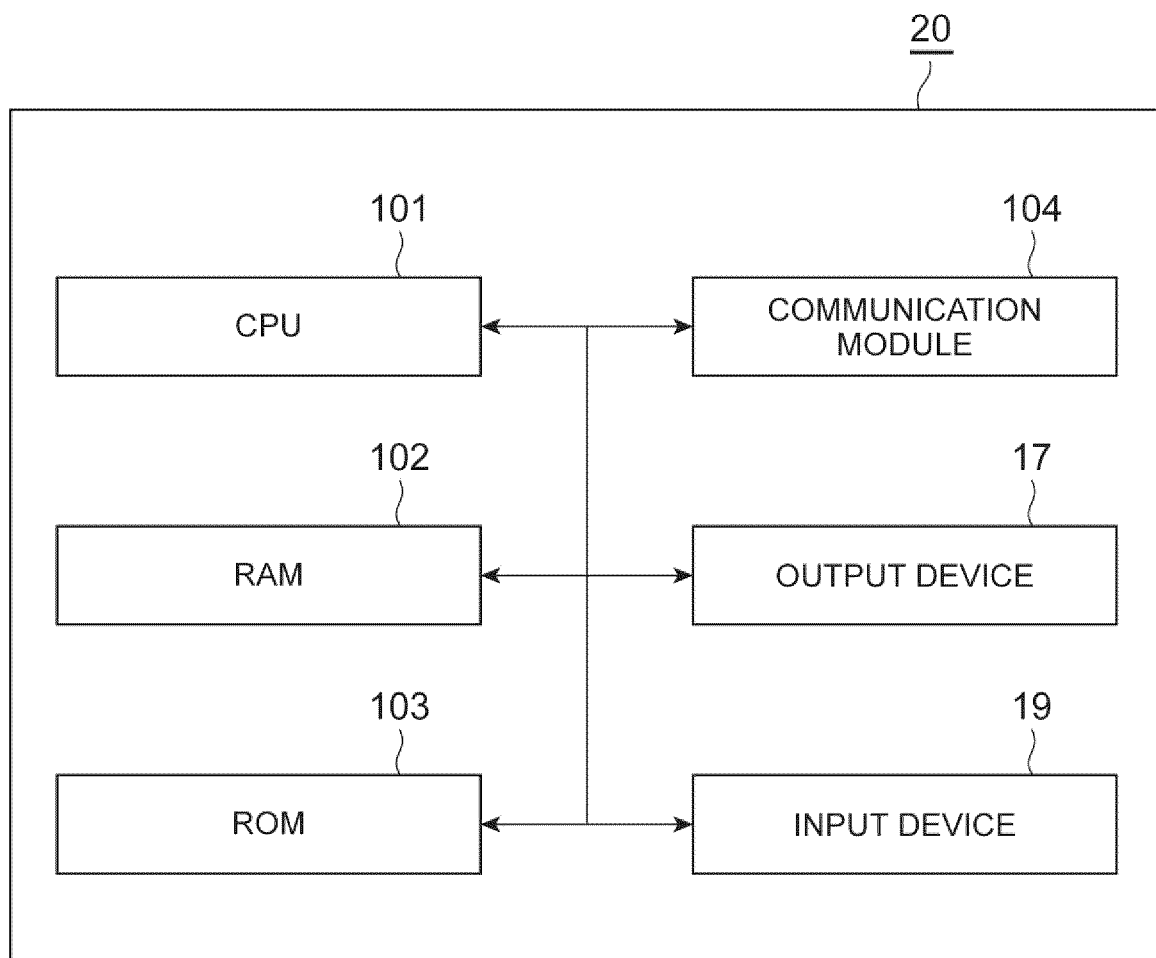 20
101
CPU
104
COMMUNICATION
MODULE
102
RAM
17
OUTPUT DEVICE
103
ROM
19
INPUT DEVICE